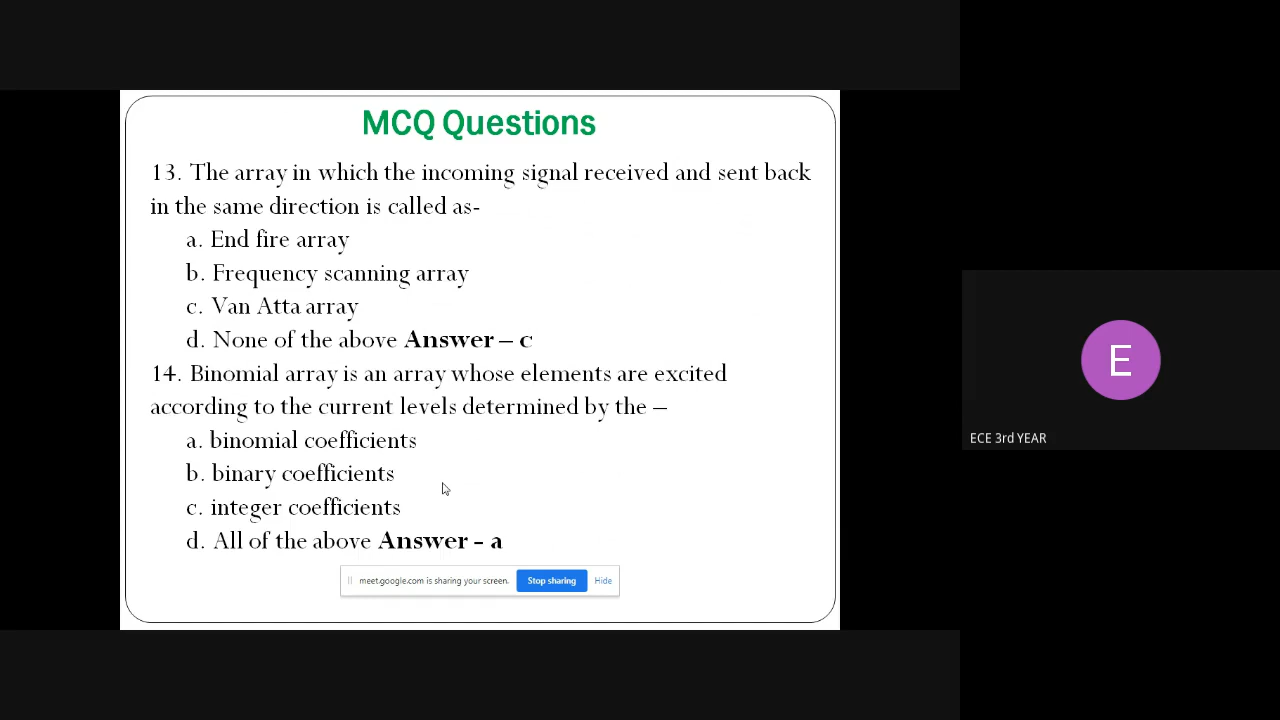 MCQ Questions
13. The array in which the incoming signal received and sent back
in the same direction is called as-
a. End fire array
b. Frequency scanning array
c. Van Atta array
d. None of the above Answer – c
14. Binomial array is an array whose elements are excited
according to the current levels determined by the –
a. binomial coefficients
b. binary coefficients
c. integer coefficients
d. All of the above Answer - a
meet.google.com is sharing your screen. Stop sharing Hide
E
ECE 3rd YEAR